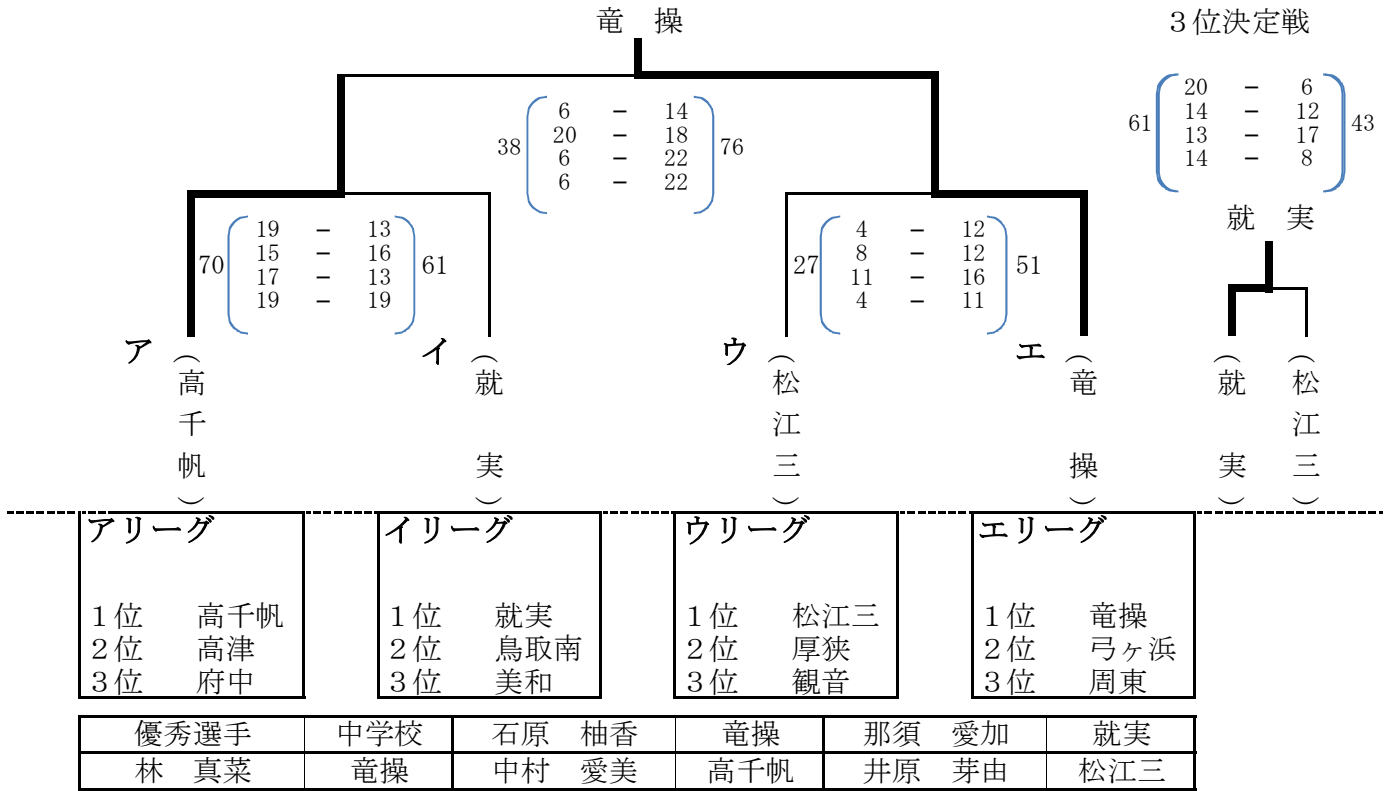 竜 操
３位決定戦
38 6 − 14 76
20 − 18
6 − 22
6 − 22
61 20 − 6 43
14 − 12
13 − 17
14 − 8
就 実
70 19 − 13 61
15 − 16
17 − 13
19 − 19
27 4 − 12 51
8 − 12
11 − 16
4 − 11
ア（高千帆）
イ（就 実）
ウ（松江三）
エ（竜 操）
（就 実）
（松江三）
アリーグ
１位 高千帆
２位 高津
３位 府中
イリーグ
１位 就実
２位 鳥取南
３位 美和
ウリーグ
１位 松江三
２位 厚狭
３位 観音
エリーグ
１位 竜操
２位 弓ヶ浜
３位 周東
優秀選手 中学校 石原 柚香 竜操 那須 愛加 就実
林 真菜 竜操 中村 愛美 高千帆 井原 芽由 松江三